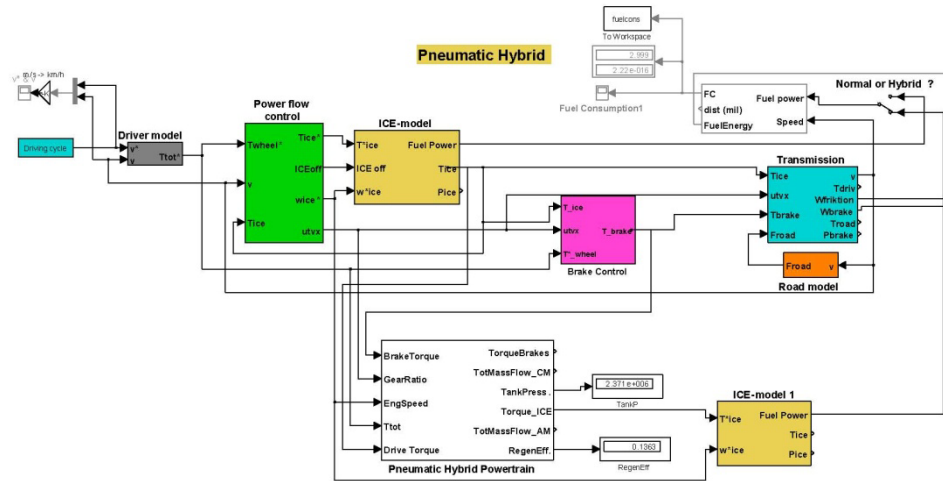 fuelcons
To Workspace
Pneumatic Hybrid
2.999
2.22e-016
Fuel Consumption1
m/s -> km/h
v* & v
K
Normal or Hybrid ?
FC
dist (mil)
FuelEnergy
Fuel power
Speed
Power flow
control
Driver model
Driving cycle
v*
v
Ttot*
Twheel*
v
Tice
Tice*
ICEoff
wice*
utvx
ICE-model
T*ice
ICE off
w*ice
Fuel Power
Tice
Pice
T_ice
utvx
T*_wheel
T_brake
Brake Control
Transmission
Tice
utvx
Tbrake
Froad
v
Tdriv
Wfriktion
Wbrake
Troad
Pbrake
Froad
v
Road model
BrakeTorque
GearRatio
EngSpeed
Ttot
Drive Torque
TorqueBrakes
TotMassFlow_CM
TankPress.
Torque_ICE
TotMassFlow_AM
RegenEff.
Pneumatic Hybrid Powertrain
2.371e+006
TankP
0.1363
RegenEff
ICE-model 1
T*ice
w*ice
Fuel Power
Tice
Pice